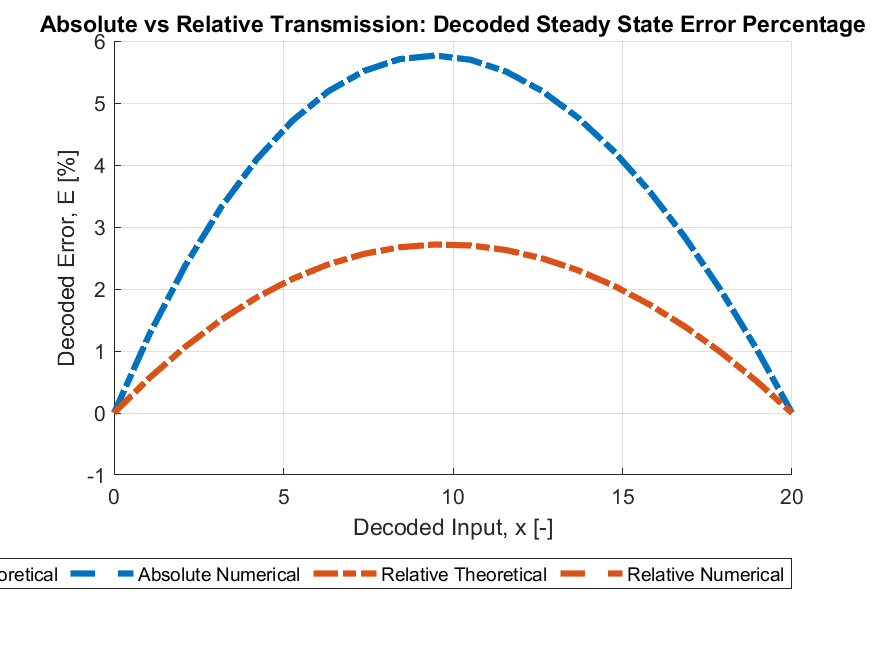 Absolute vs Relative Transmission: Decoded Steady State Error Percentage
6
5
4
3
2
1
0
-1
Decoded Error, E [%]
0 5 10 15 20
Decoded Input, x [-]
oretical Absolute Numerical Relative Theoretical Relative Numerical